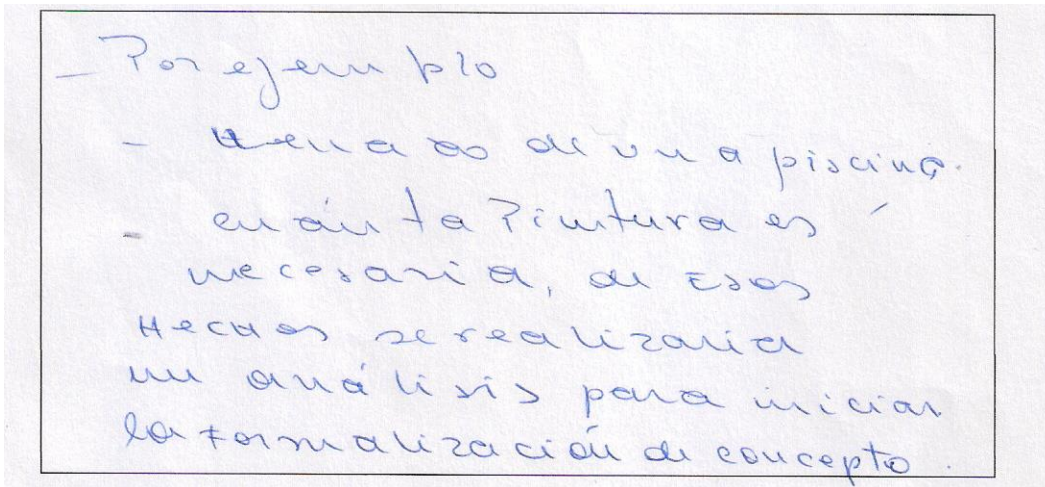 - Por ejemplo
- llenado de una piscina.
- cuánta Pintura es
necesaria, de Esos
Hechos se realizaria
un análisis para iniciar
la formalización de concepto.